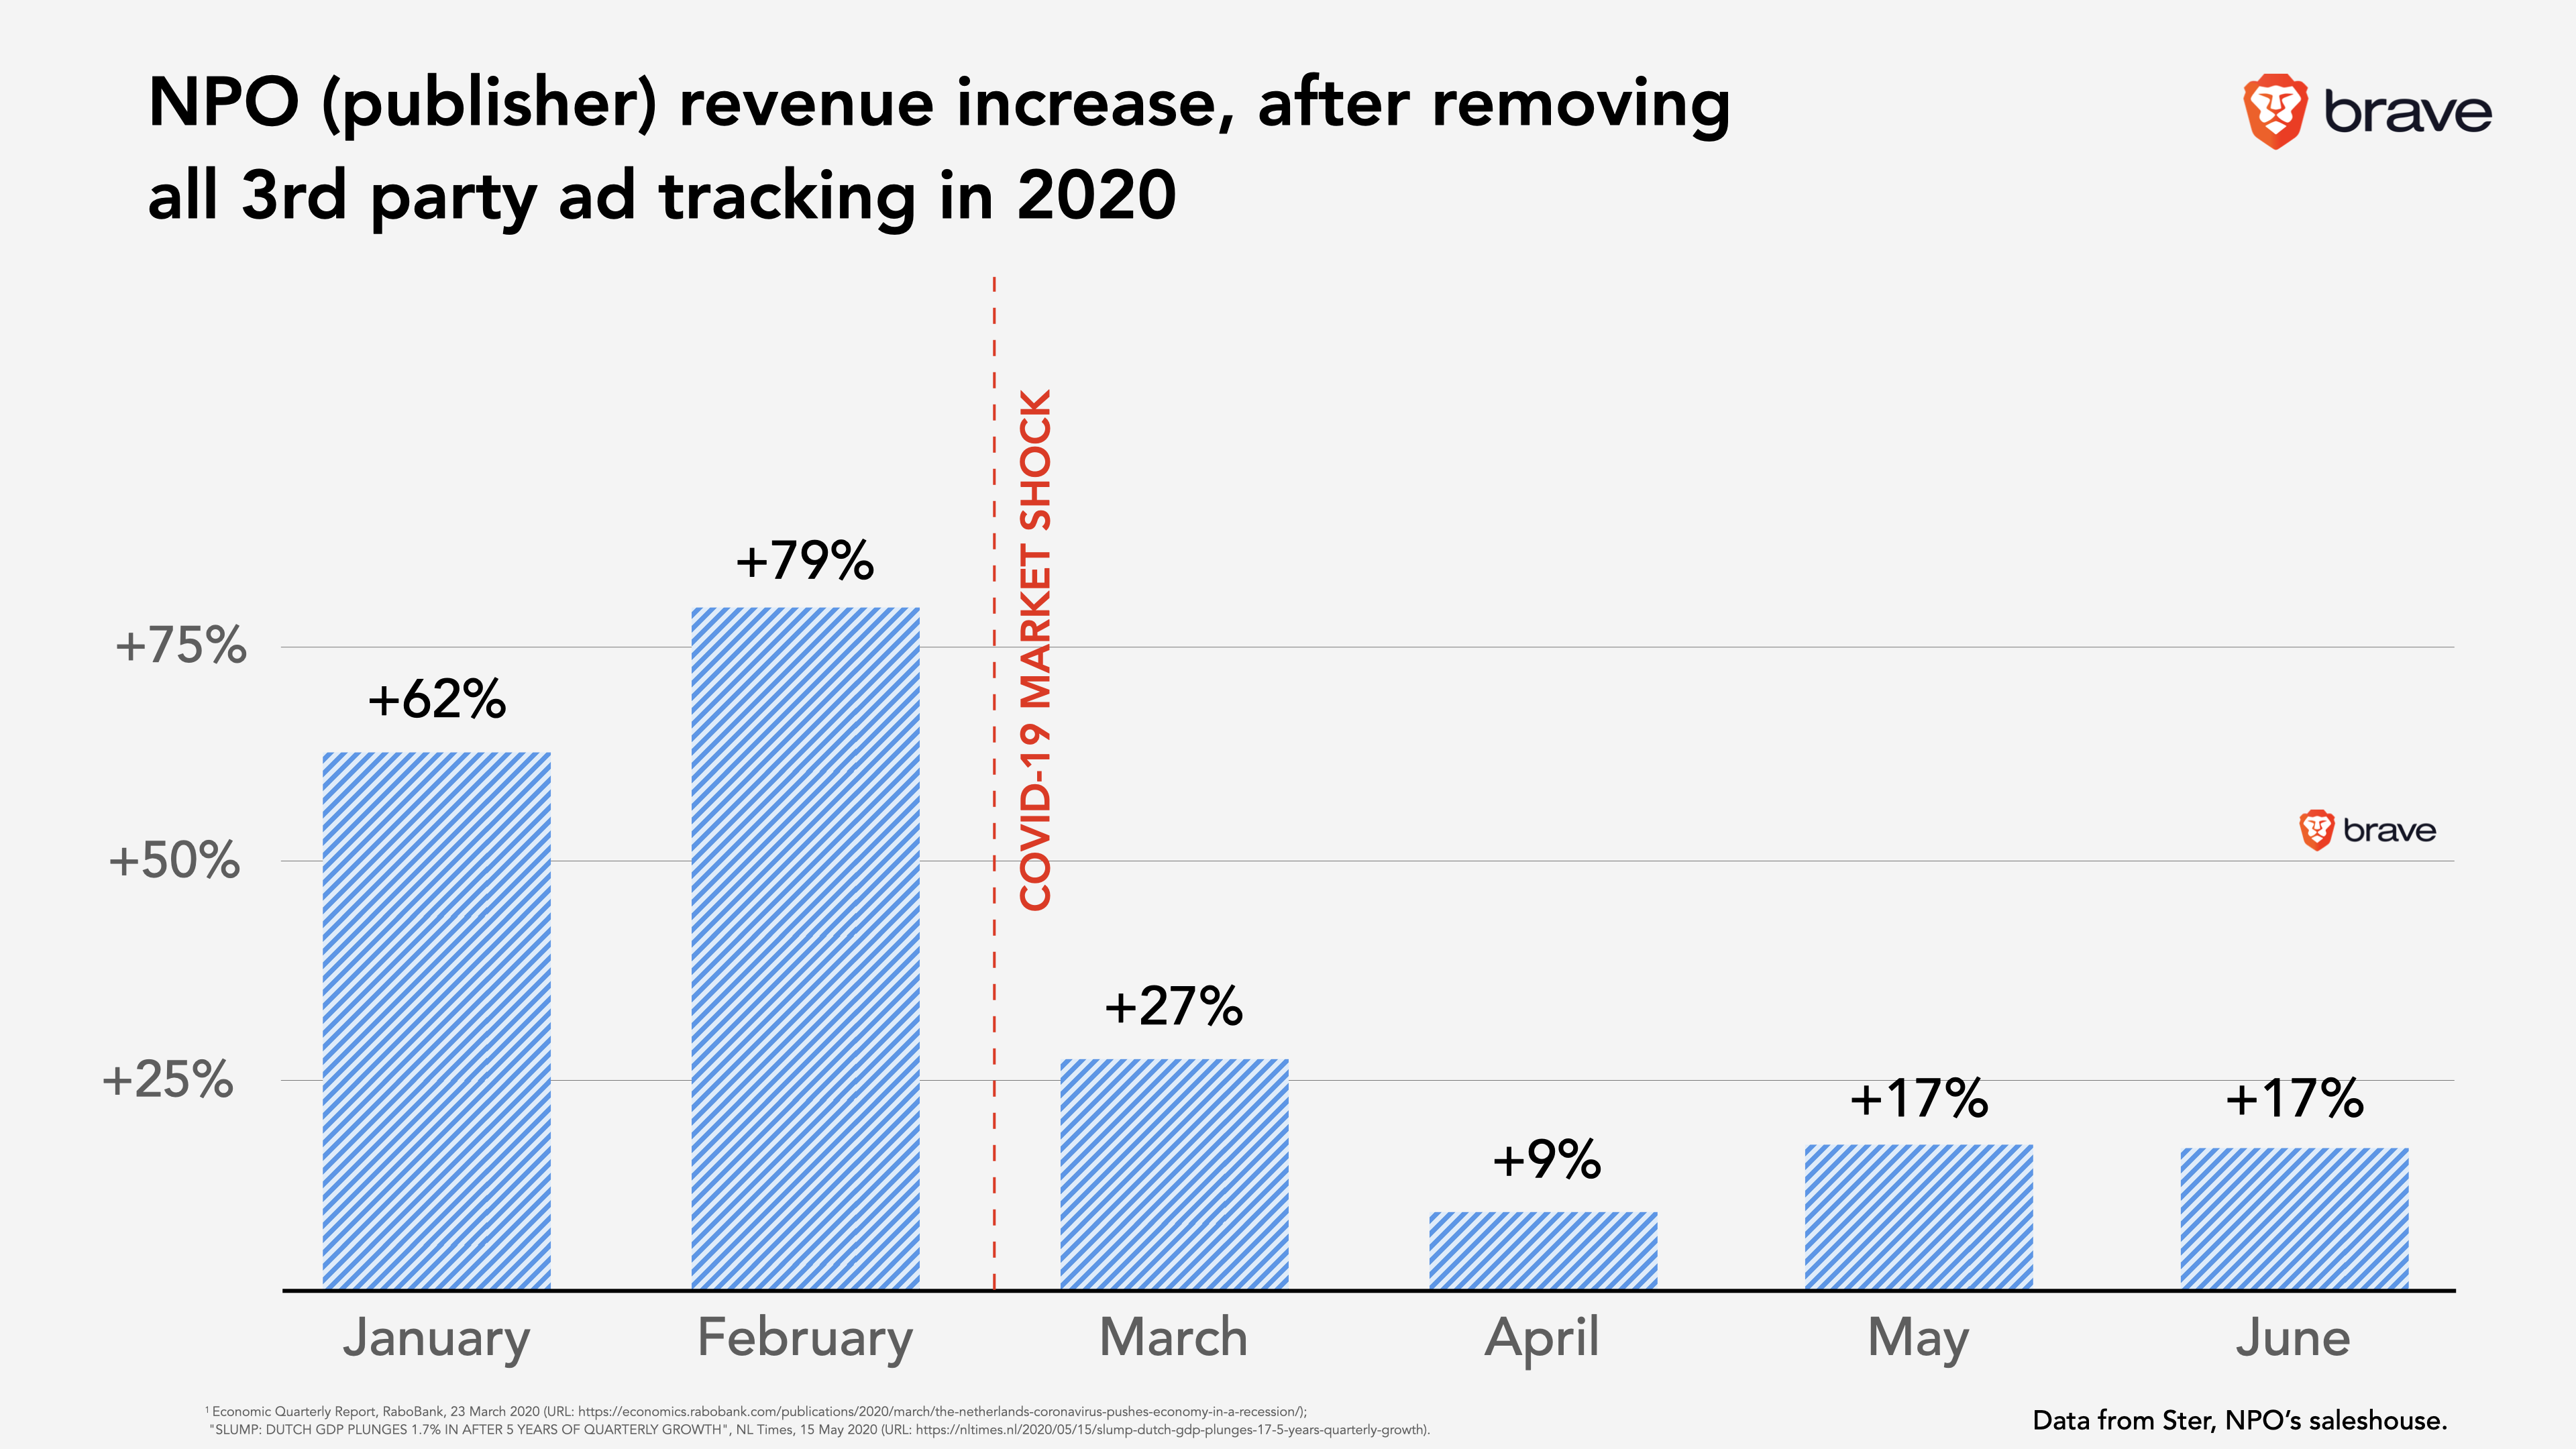 NPO (publisher) revenue increase, after removing
all 3rd party ad tracking in 2020
brave
COVID-19 MARKET SHOCK
+75%
+50%
+25%
+62%
+79%
+27%
+9%
+17%
+17%
brave
January
February
March
April
May
June
¹ Economic Quarterly Report, RaboBank, 23 March 2020 (URL: https://economics.rabobank.com/publications/2020/march/the-netherlands-coronavirus-pushes-economy-in-a-recession/);
"SLUMP: DUTCH GDP PLUNGES 1.7% IN AFTER 5 YEARS OF QUARTERLY GROWTH", NL Times, 15 May 2020 (URL: https://nltimes.nl/2020/05/15/slump-dutch-gdp-plunges-17-5-years-quarterly-growth).
Data from Ster, NPO’s saleshouse.